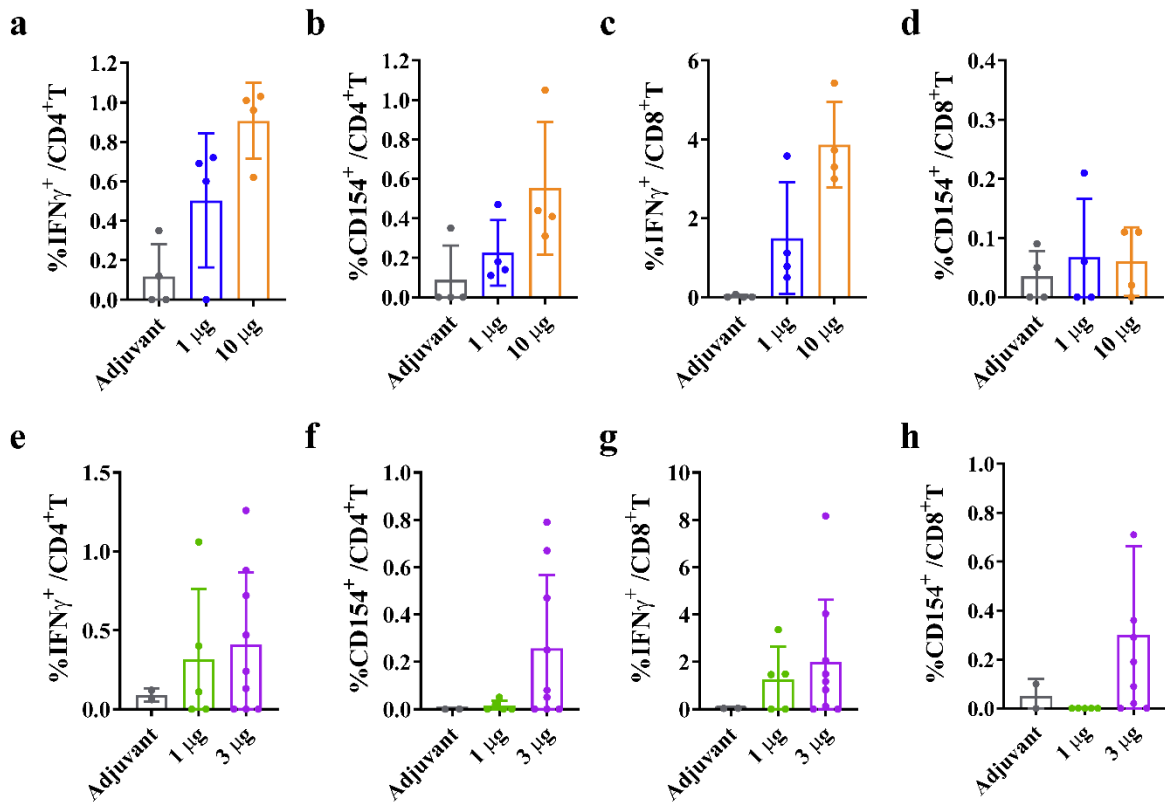 a
%IFNγ⁺ /CD4⁺T
1.2
1.0
0.8
0.6
0.4
0.2
0.0
Adjuvant
1 μg
10 μg
b
%CD154⁺ /CD4⁺T
1.2
1.0
0.8
0.6
0.4
0.2
0.0
Adjuvant
1 μg
10 μg
c
%IFNγ⁺ /CD8⁺T
6
4
2
0
Adjuvant
1 μg
10 μg
d
%CD154⁺ /CD8⁺T
0.4
0.3
0.2
0.1
0.0
Adjuvant
1 μg
10 μg
e
%IFNγ⁺ /CD4⁺T
1.5
1.0
0.5
0.0
Adjuvant
1 μg
3 μg
f
%CD154⁺ /CD4⁺T
1.0
0.8
0.6
0.4
0.2
0.0
Adjuvant
1 μg
3 μg
g
%IFNγ⁺ /CD8⁺T
10
8
6
4
2
0
Adjuvant
1 μg
3 μg
h
%CD154⁺ /CD8⁺T
1.0
0.8
0.6
0.4
0.2
0.0
Adjuvant
1 μg
3 μg